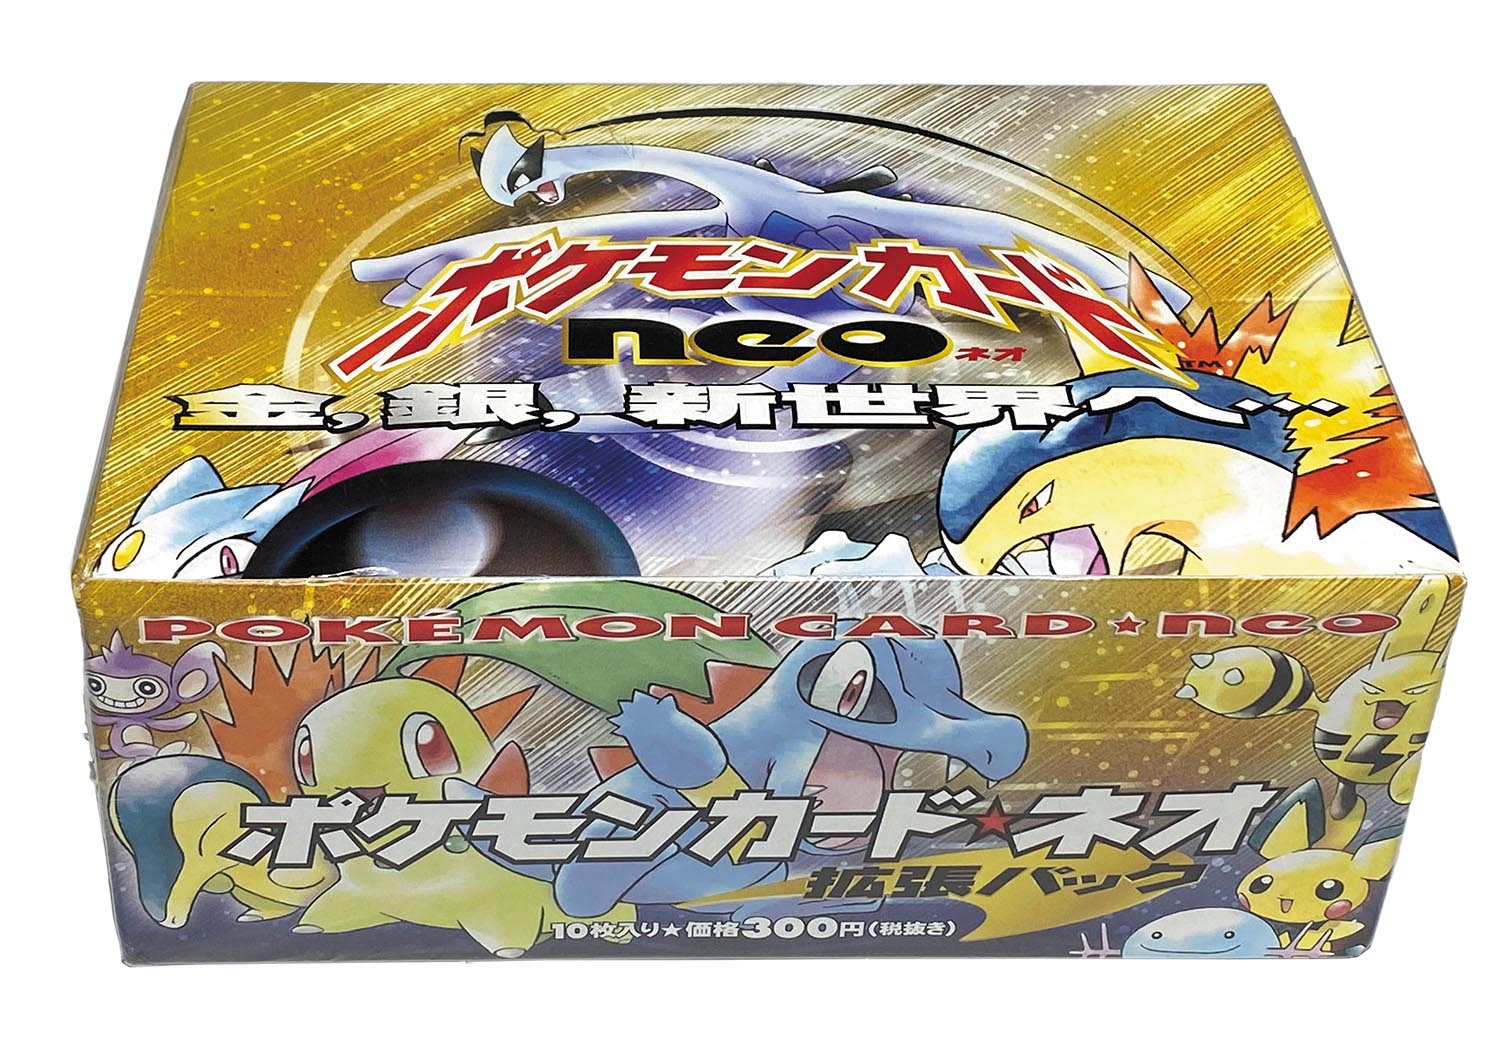 ポケモンカード
neo
ネオ
TM
金,銀,新世界へ…
POKÉMON CARD★neo
ポケモンカード★ネオ
拡張パック
10枚入り★価格300円(税抜き)